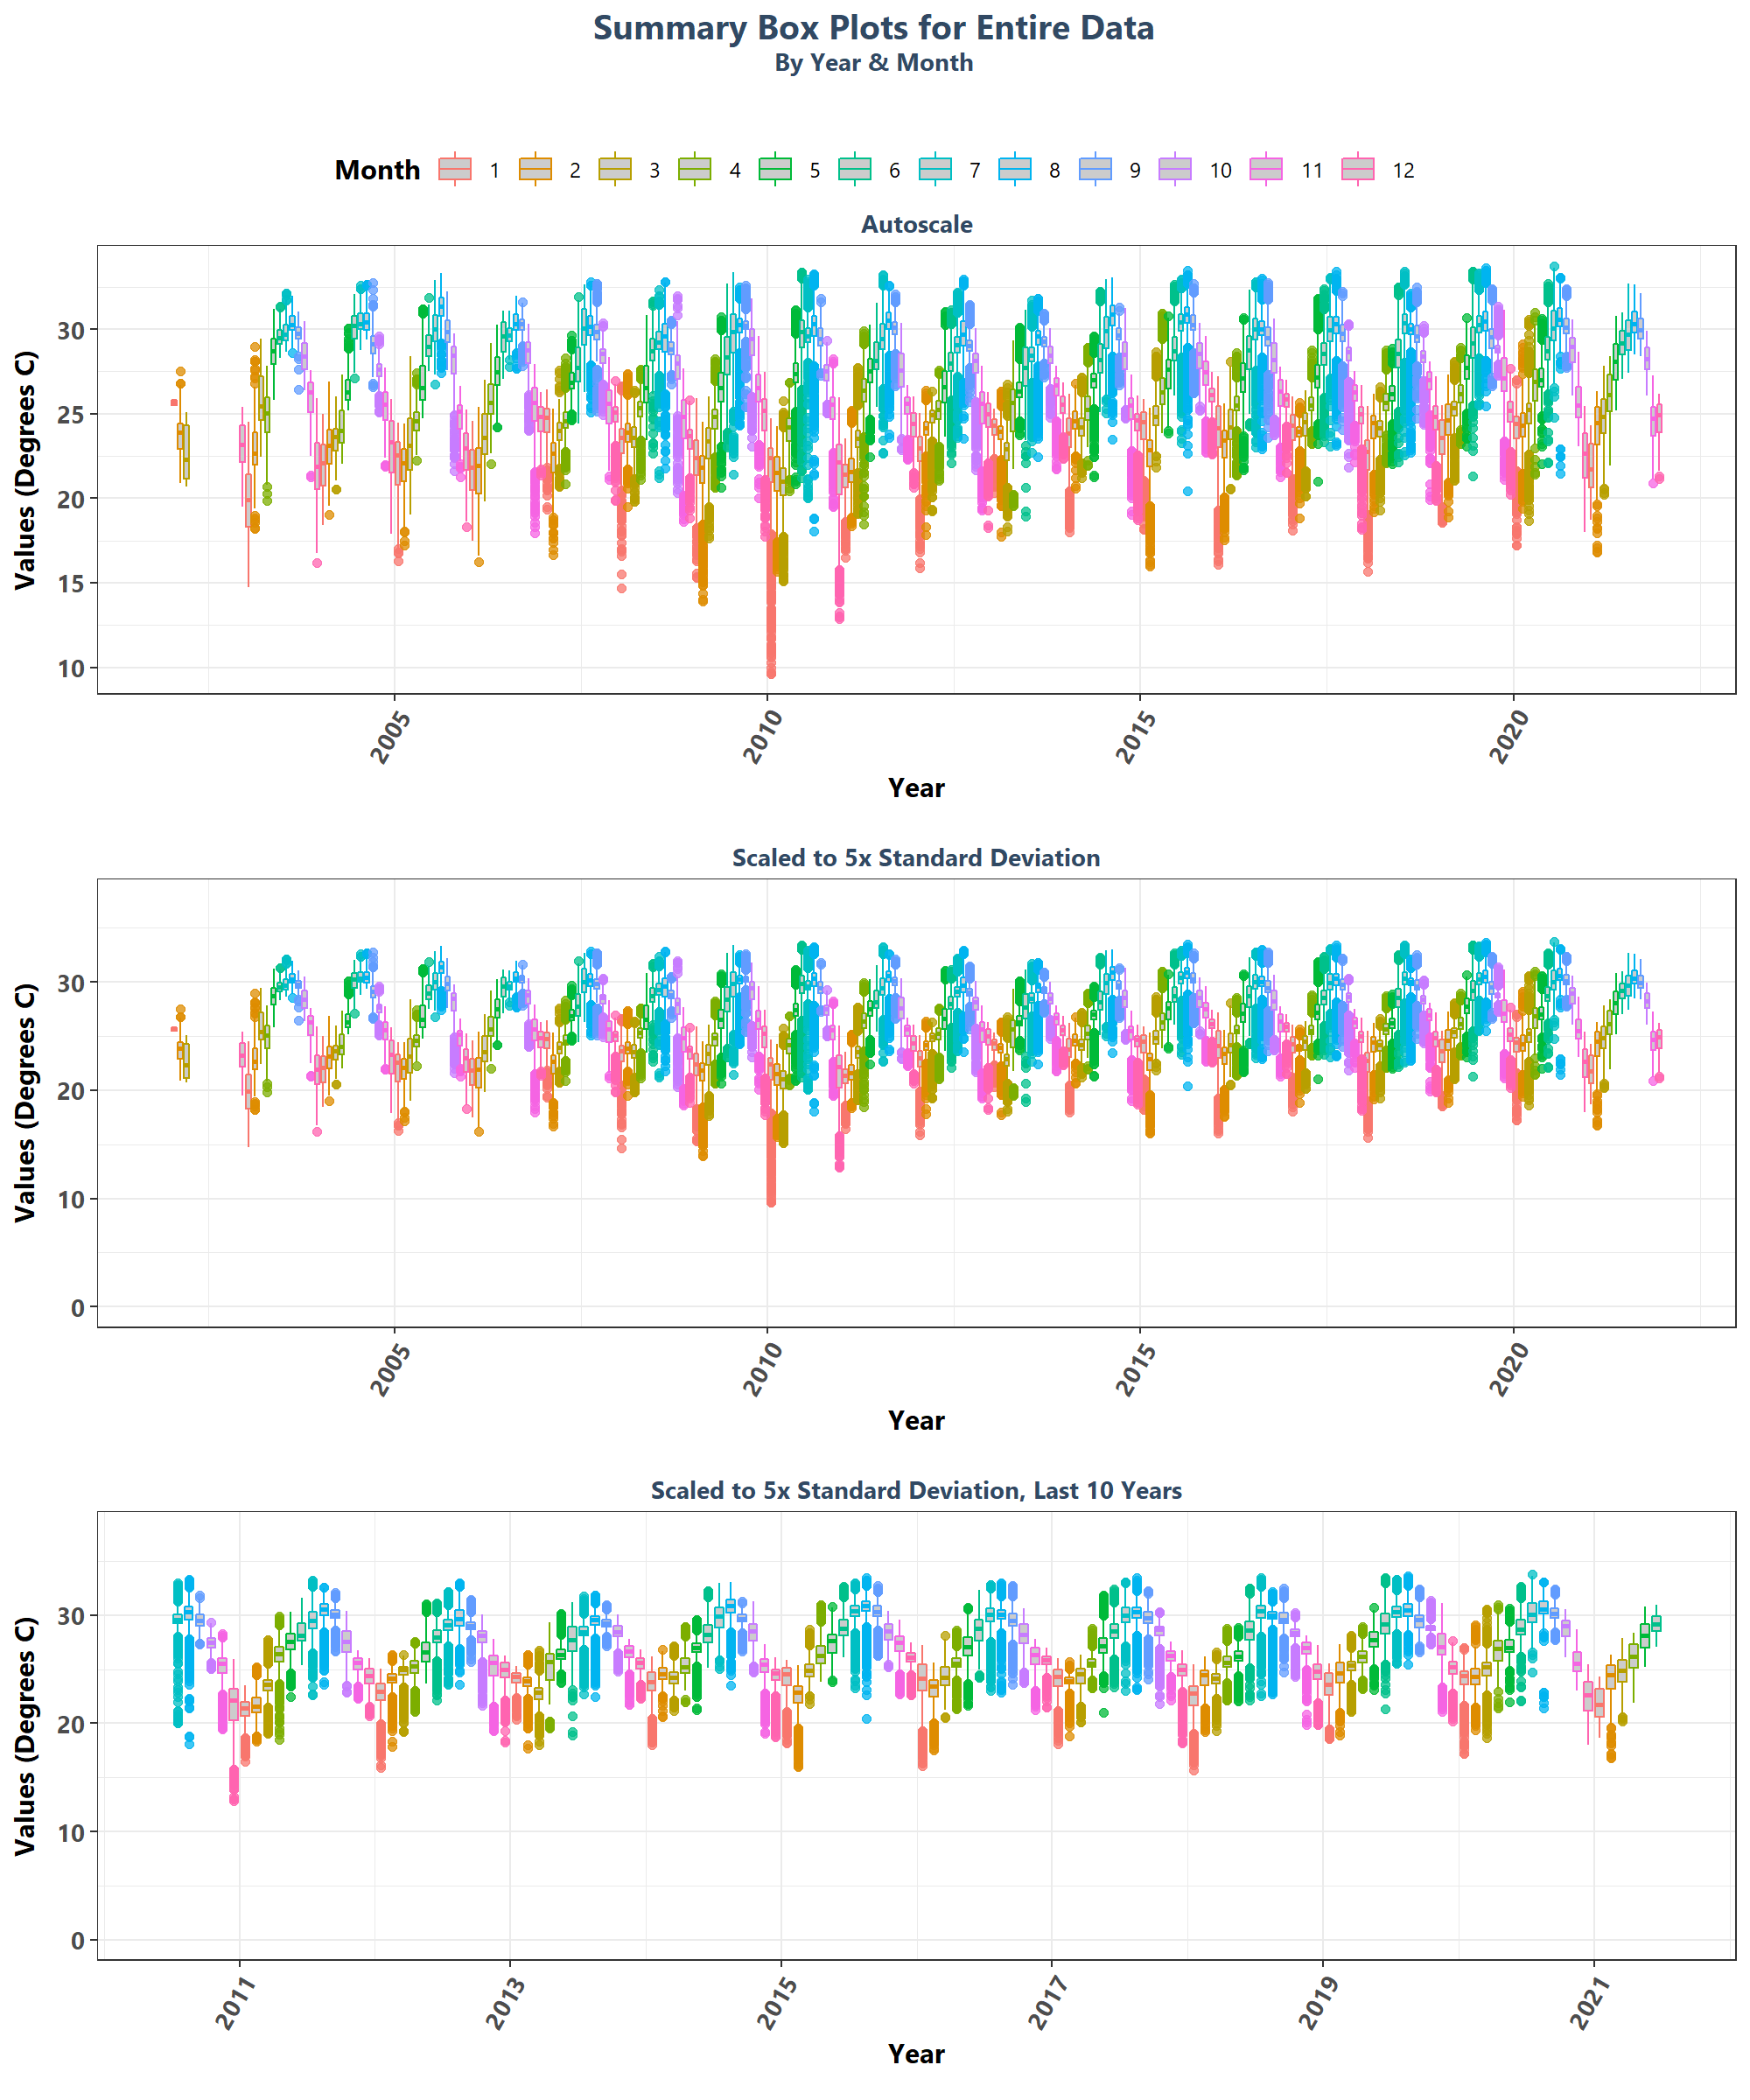 Summary Box Plots for Entire Data
By Year & Month
Month 1 2 3 4 5 6 7 8 9 10 11 12
Autoscale
Values (Degrees C)
30
25
20
15
10
2005 2010 2015 2020
Year
Scaled to 5x Standard Deviation
Values (Degrees C)
30
20
10
0
2005 2010 2015 2020
Year
Scaled to 5x Standard Deviation, Last 10 Years
Values (Degrees C)
30
20
10
0
2011 2013 2015 2017 2019 2021
Year